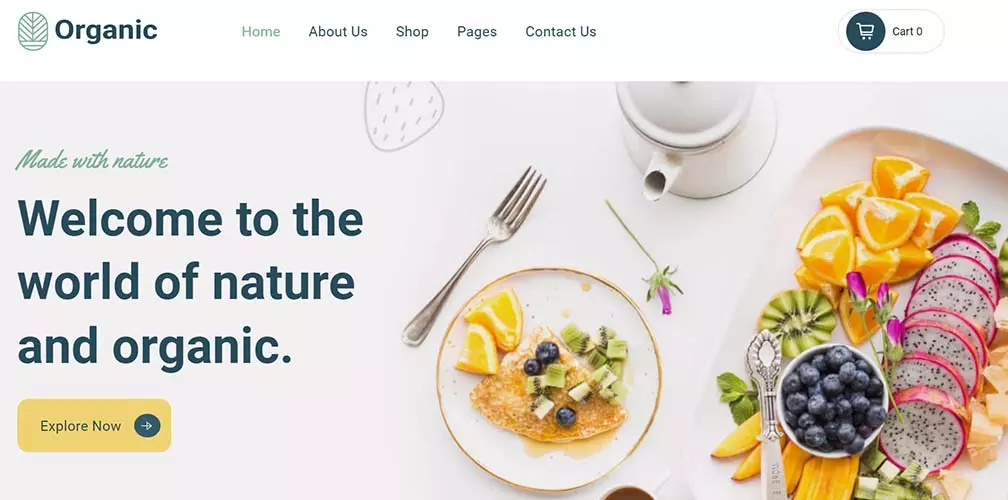 Organic
Home About Us Shop Pages Contact Us
Cart 0
Made with nature
Welcome to the
world of nature
and organic.
Explore Now